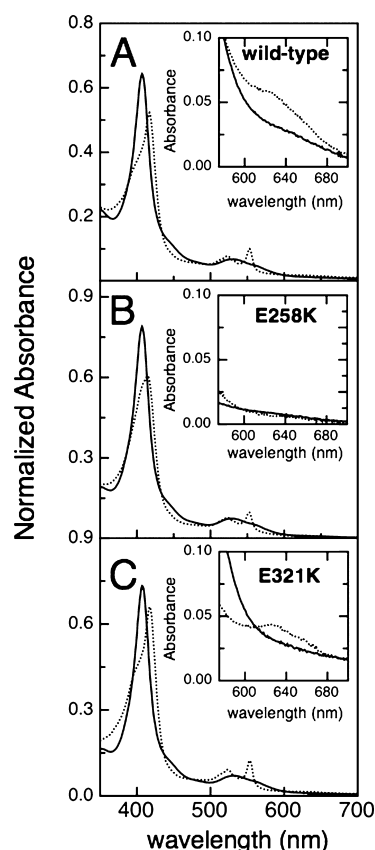 Normalized Absorbance
A
0.8
0.6
0.4
0.2
wild-type
Absorbance
0.10
0.05
0.00
600 640 680
wavelength (nm)
B
0.9
0.6
0.3
E258K
Absorbance
0.10
0.05
0.00
600 640 680
wavelength (nm)
C
0.9
0.6
0.3
0.0
E321K
Absorbance
0.10
0.05
0.00
600 640 680
wavelength (nm)
400 500 600 700
wavelength (nm)